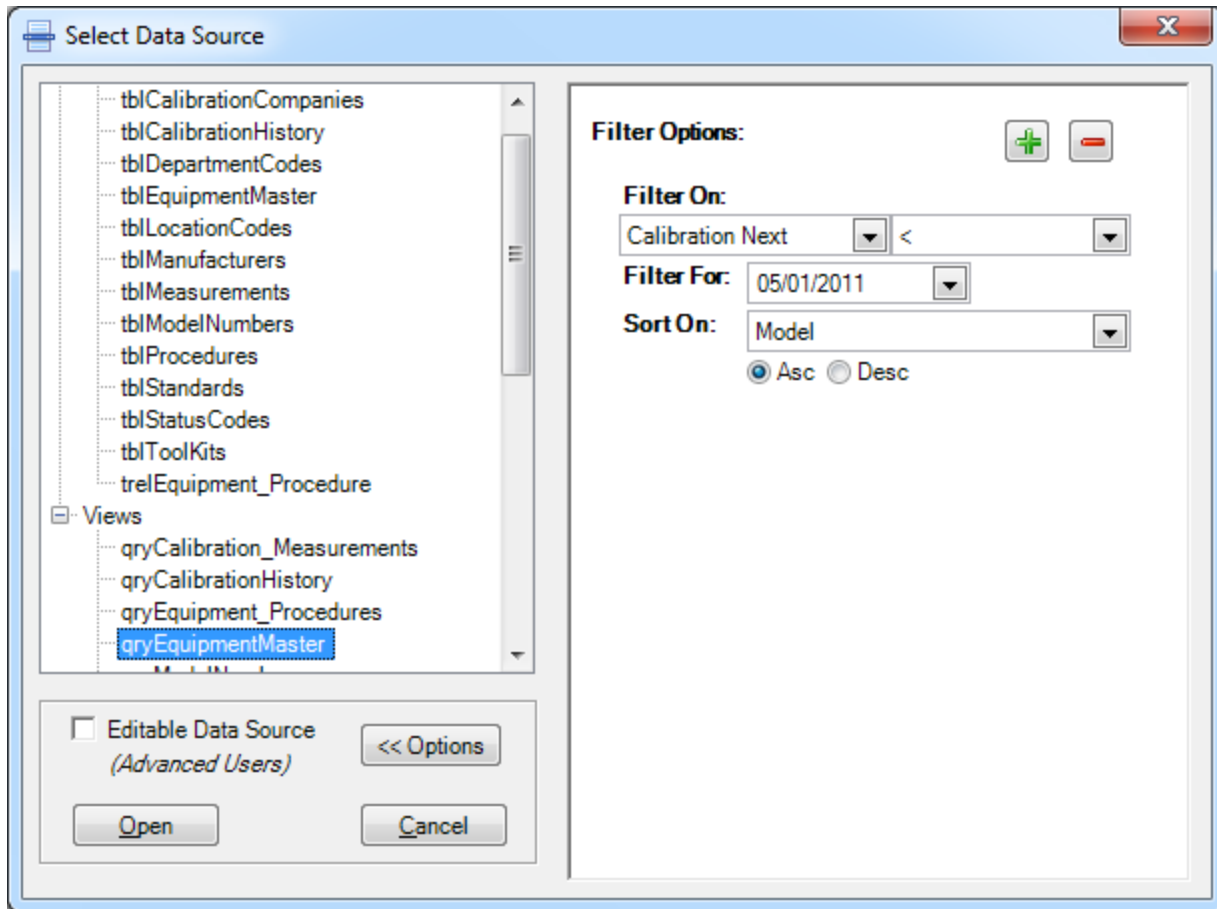 Select Data Source
tblCalibrationCompanies
tblCalibrationHistory
tblDepartmentCodes
tblEquipmentMaster
tblLocationCodes
tblManufacturers
tblMeasurements
tblModelNumbers
tblProcedures
tblStandards
tblStatusCodes
tblToolKits
trelEquipment_Procedure
Views
qryCalibration_Measurements
qryCalibrationHistory
qryEquipment_Procedures
qryEquipmentMaster
Editable Data Source
(Advanced Users)
<< Options
Open
Cancel
Filter Options:
Filter On:
Calibration Next <
Filter For: 05/01/2011
Sort On: Model
Asc Desc